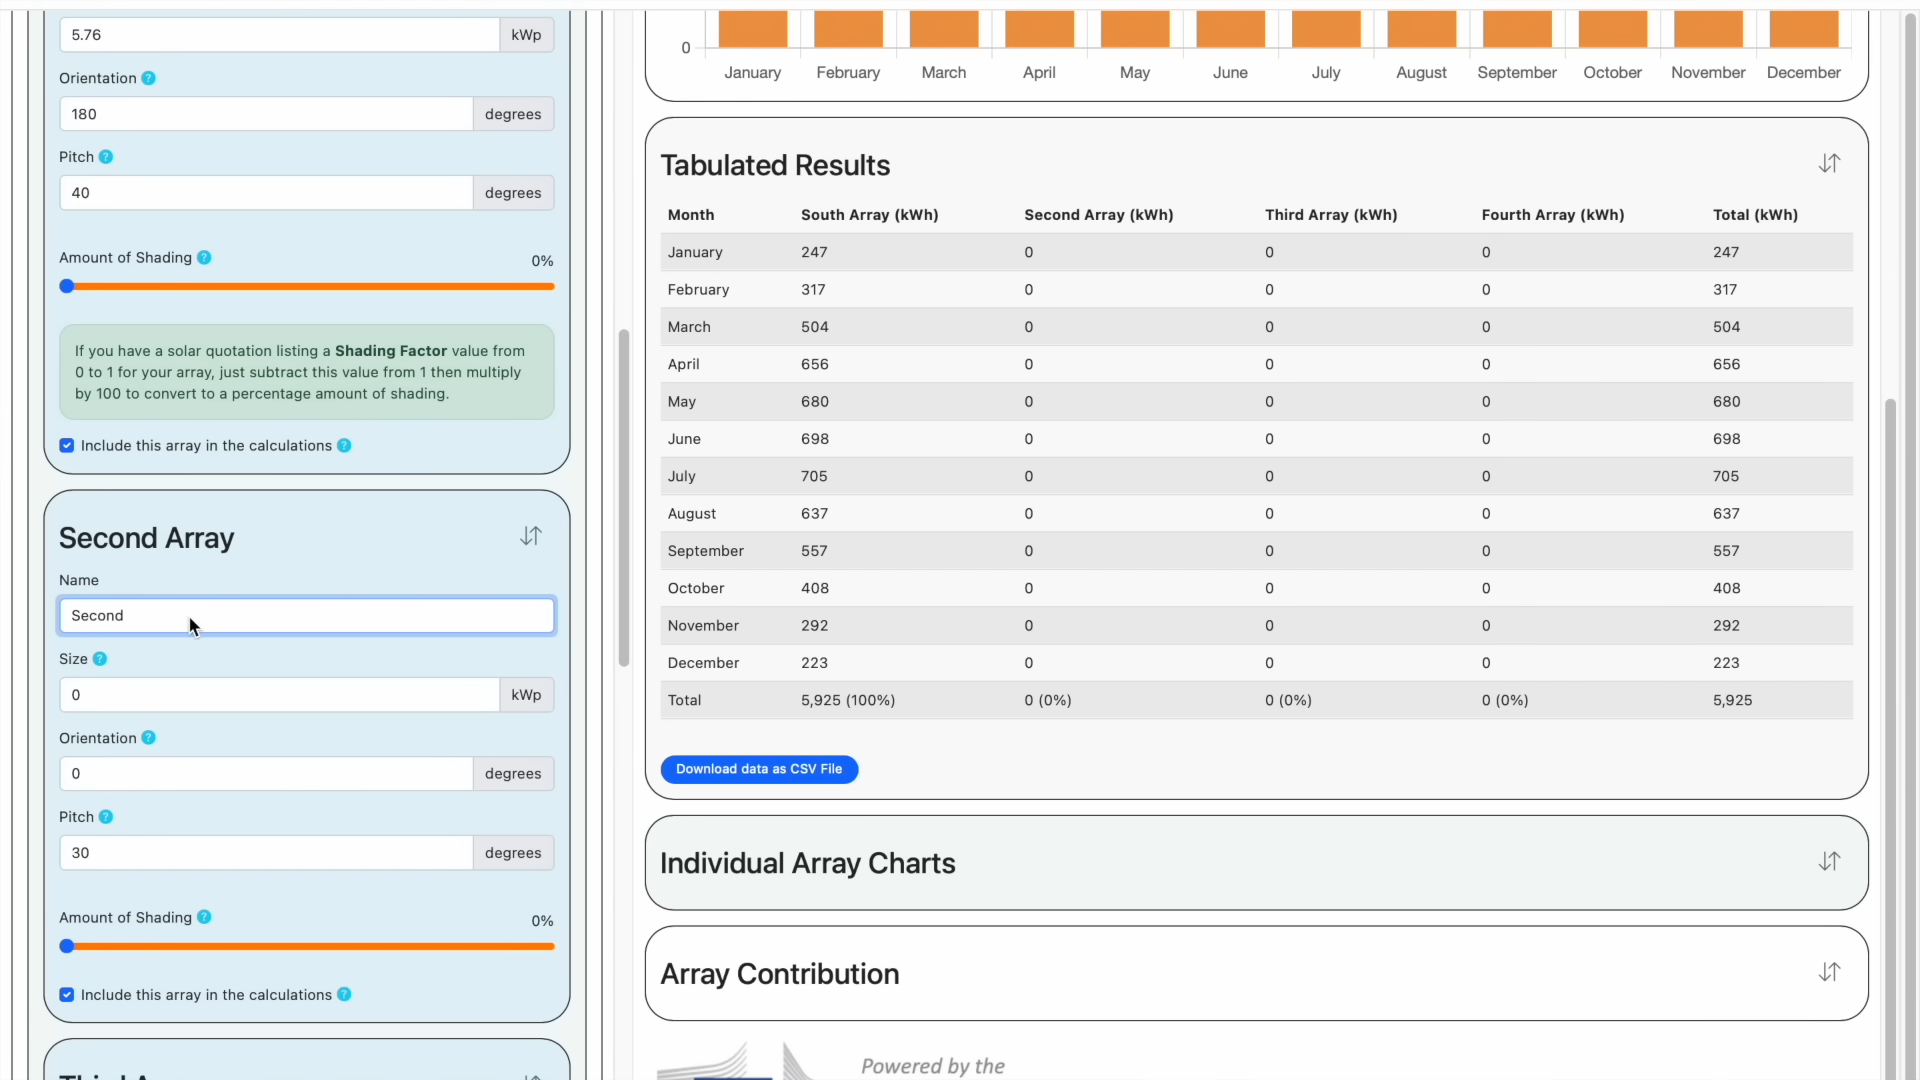 5.76 kWp
Orientation ?
180 degrees
Pitch ?
40 degrees
Amount of Shading ? 0%
If you have a solar quotation listing a Shading Factor value from
0 to 1 for your array, just subtract this value from 1 then multiply
by 100 to convert to a percentage amount of shading.
Include this array in the calculations ?
Second Array
Name
Second
Size ?
0 kWp
Orientation ?
0 degrees
Pitch ?
30 degrees
Amount of Shading ? 0%
Include this array in the calculations ?
0
January February March April May June July August September October November December
Tabulated Results
Month South Array (kWh) Second Array (kWh) Third Array (kWh) Fourth Array (kWh) Total (kWh)
January 247 0 0 0 247
February 317 0 0 0 317
March 504 0 0 0 504
April 656 0 0 0 656
May 680 0 0 0 680
June 698 0 0 0 698
July 705 0 0 0 705
August 637 0 0 0 637
September 557 0 0 0 557
October 408 0 0 0 408
November 292 0 0 0 292
December 223 0 0 0 223
Total 5,925 (100%) 0 (0%) 0 (0%) 0 (0%) 5,925
Download data as CSV File
Individual Array Charts
Array Contribution
Powered by the